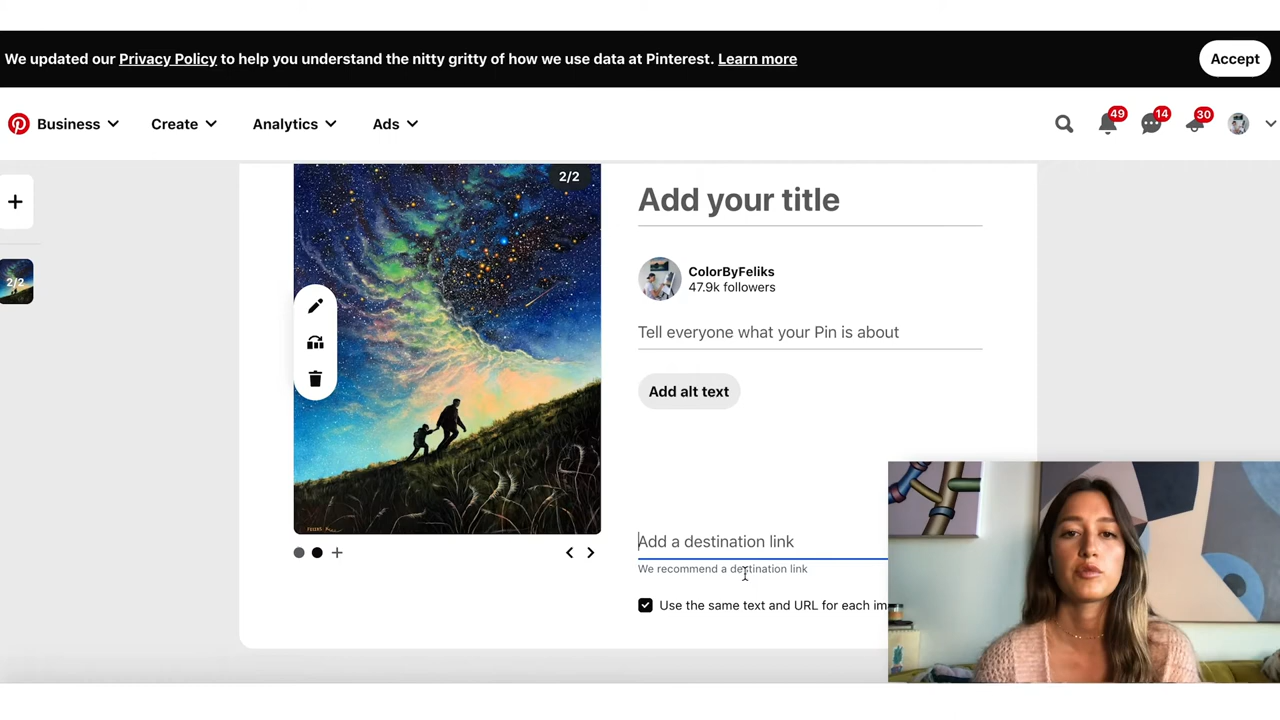 We updated our Privacy Policy to help you understand the nitty gritty of how we use data at Pinterest. Learn more
Accept
Business
Create
Analytics
Ads
49
14
30
2/2
2/2
Add your title
ColorByFeliks
47.9k followers
Tell everyone what your Pin is about
Add alt text
Add a destination link
We recommend a destination link
Use the same text and URL for each im